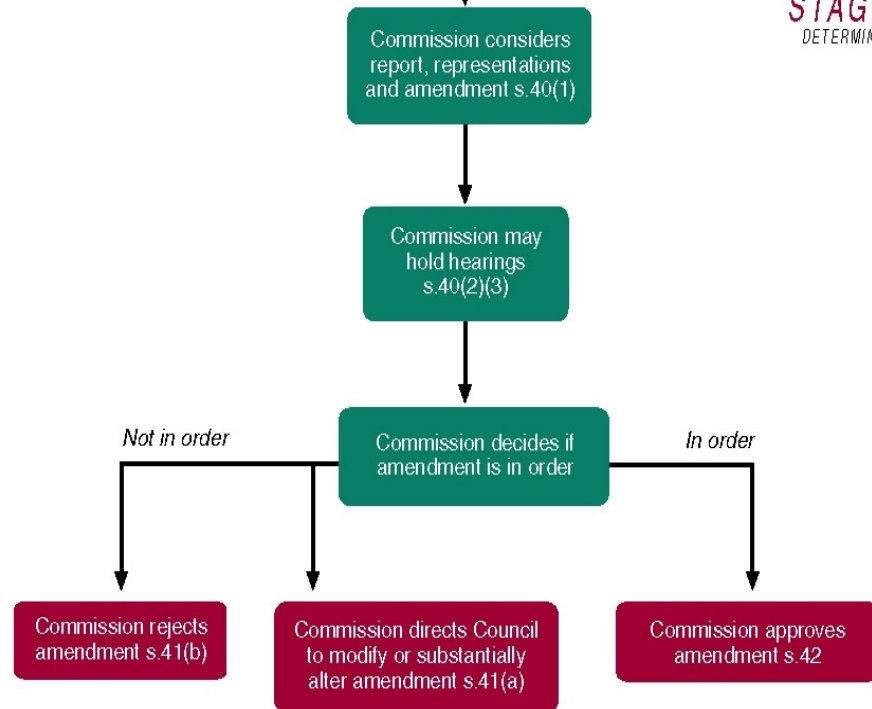 STAG
DETERMIN
Commission considers
report, representations
and amendment s.40(1)
Commission may
hold hearings
s.40(2)(3)
Not in order
Commission decides if
amendment is in order
In order
Commission rejects
amendment s.41(b)
Commission directs Council
to modify or substantially
alter amendment s.41(a)
Commission approves
amendment s.42